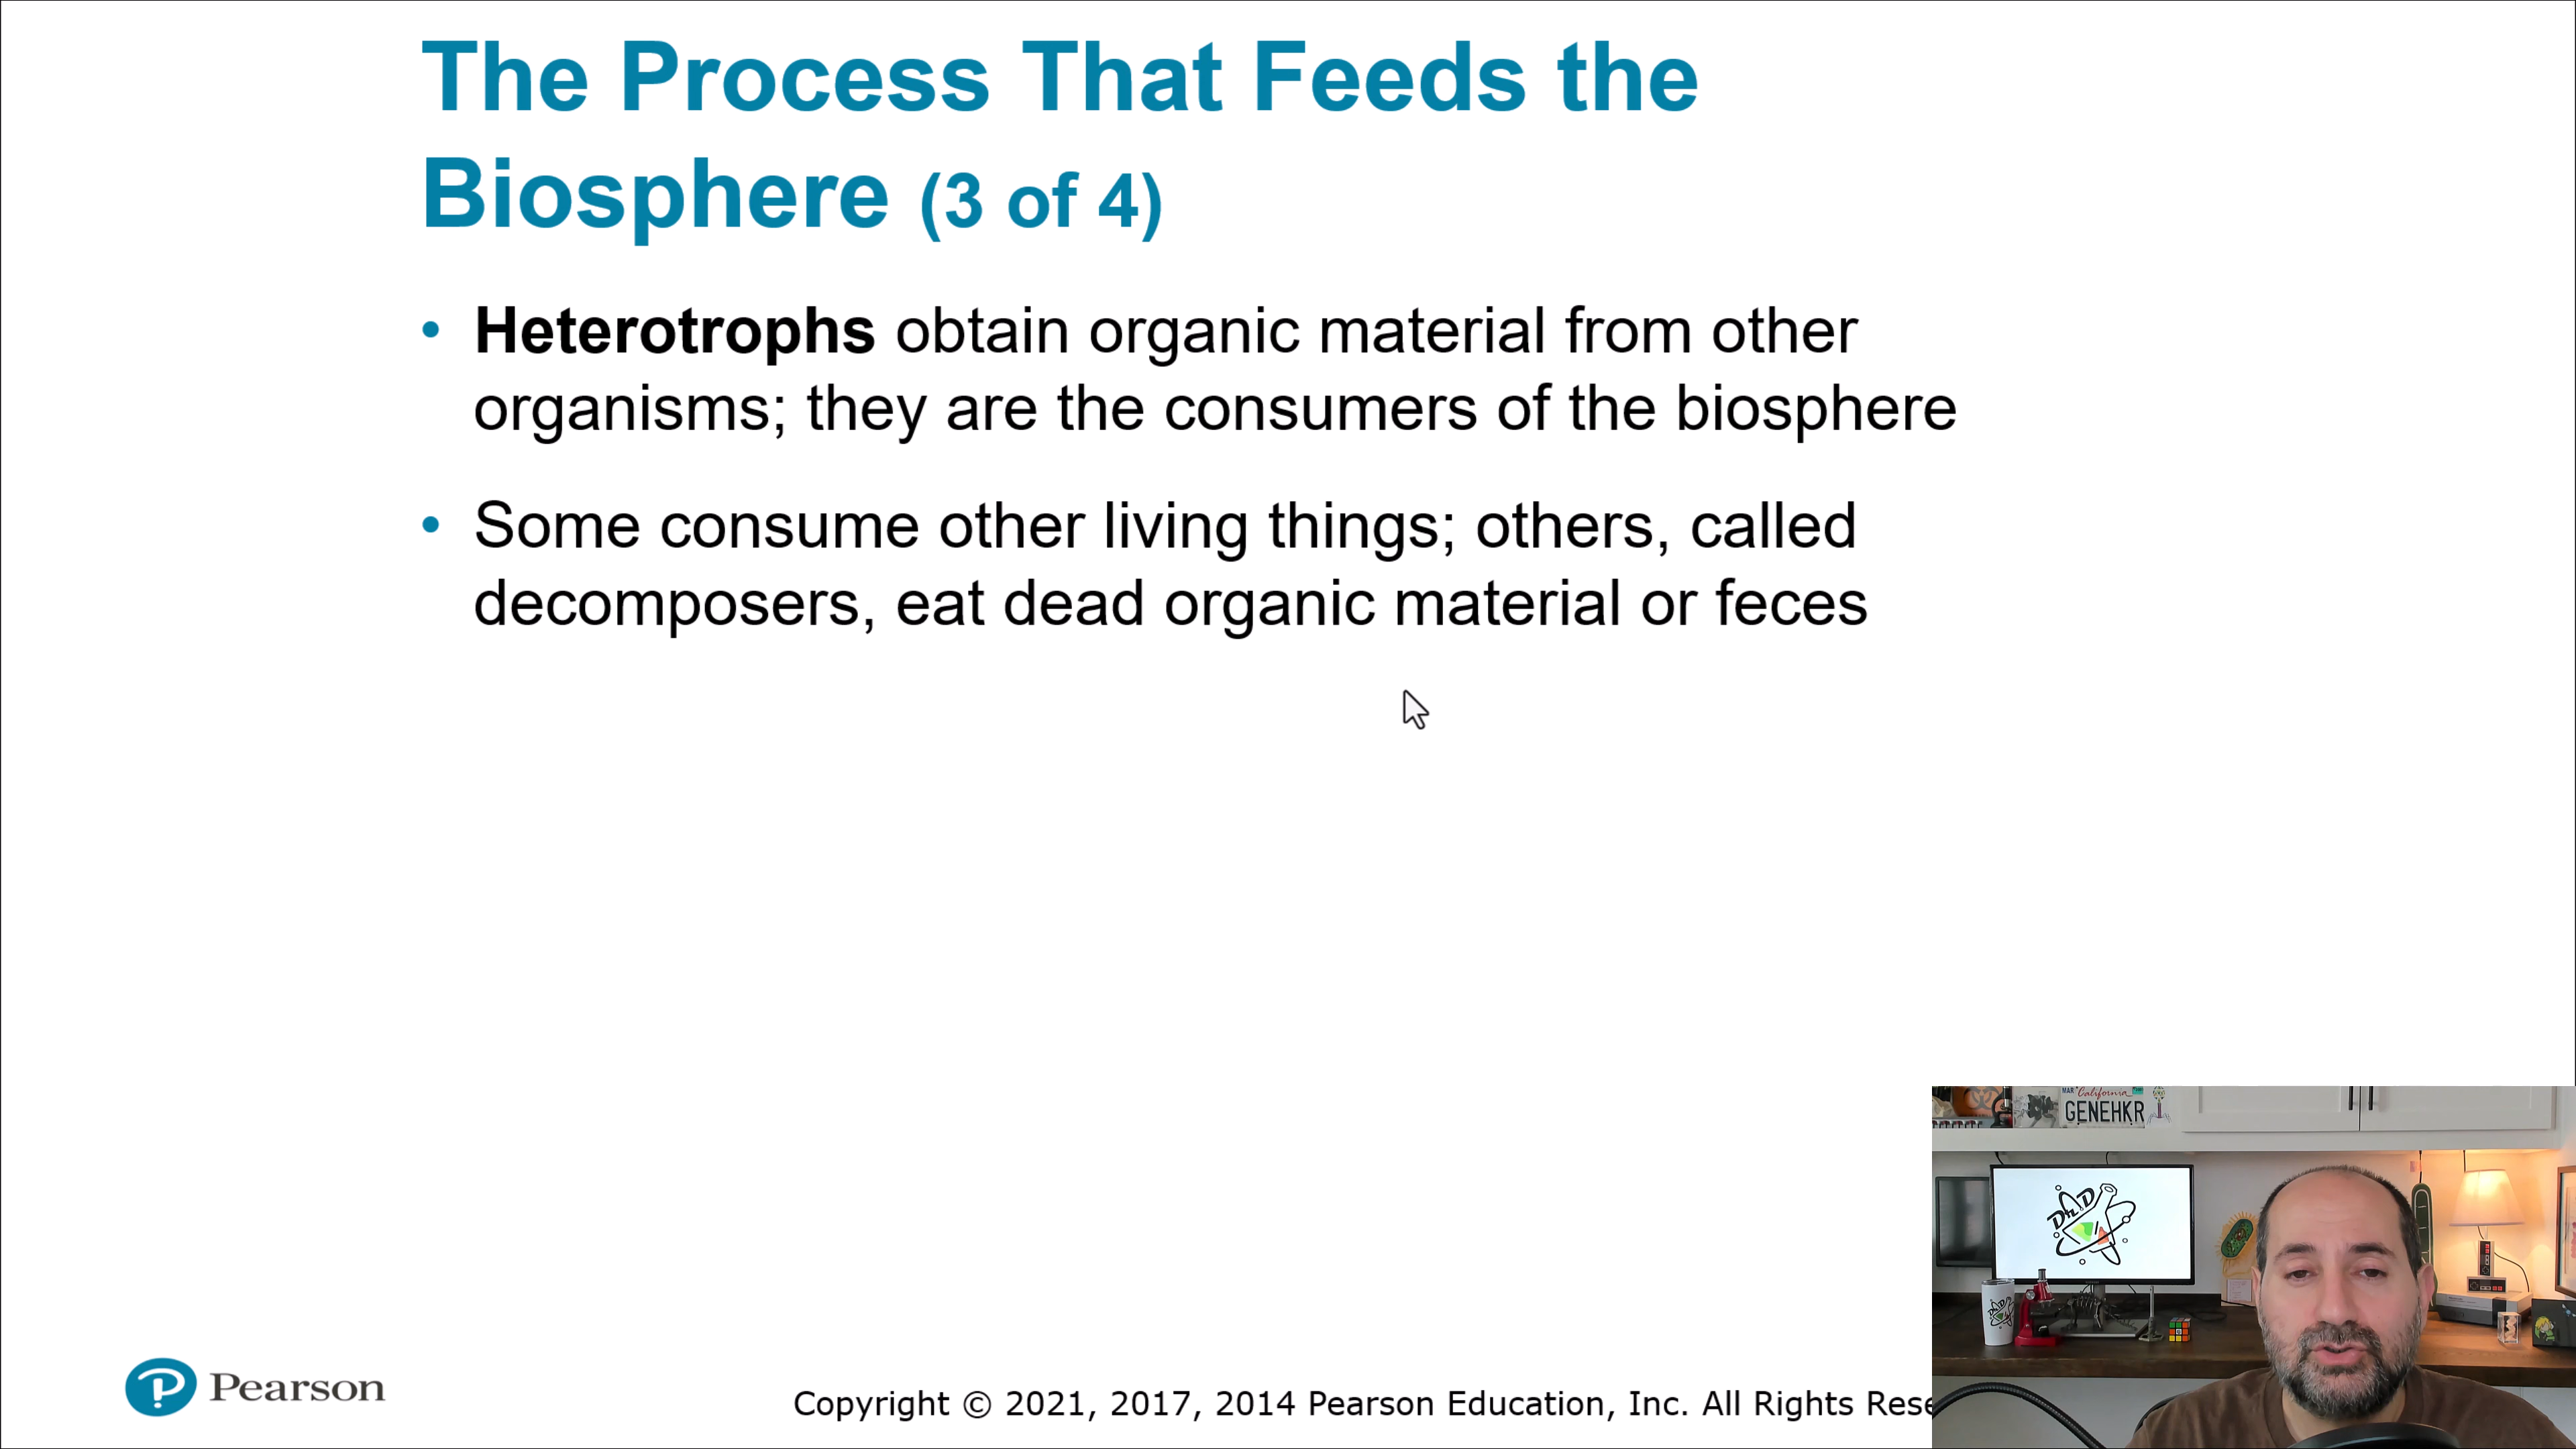 The Process That Feeds the
Biosphere (3 of 4)
• Heterotrophs obtain organic material from other
organisms; they are the consumers of the biosphere
• Some consume other living things; others, called
decomposers, eat dead organic material or feces
Pearson
Copyright © 2021, 2017, 2014 Pearson Education, Inc. All Rights Rese
MAR California
GENEHKR